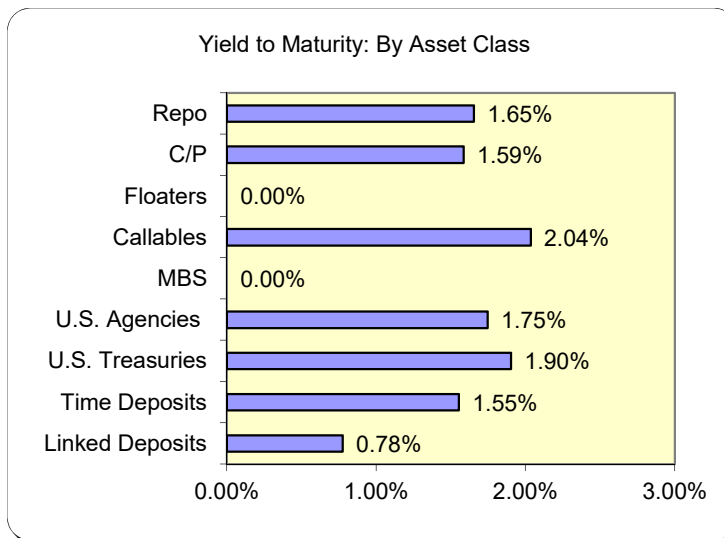 Yield to Maturity: By Asset Class
Repo 1.65%
C/P 1.59%
Floaters 0.00%
Callables 2.04%
MBS 0.00%
U.S. Agencies 1.75%
U.S. Treasuries 1.90%
Time Deposits 1.55%
Linked Deposits 0.78%
0.00% 1.00% 2.00% 3.00%